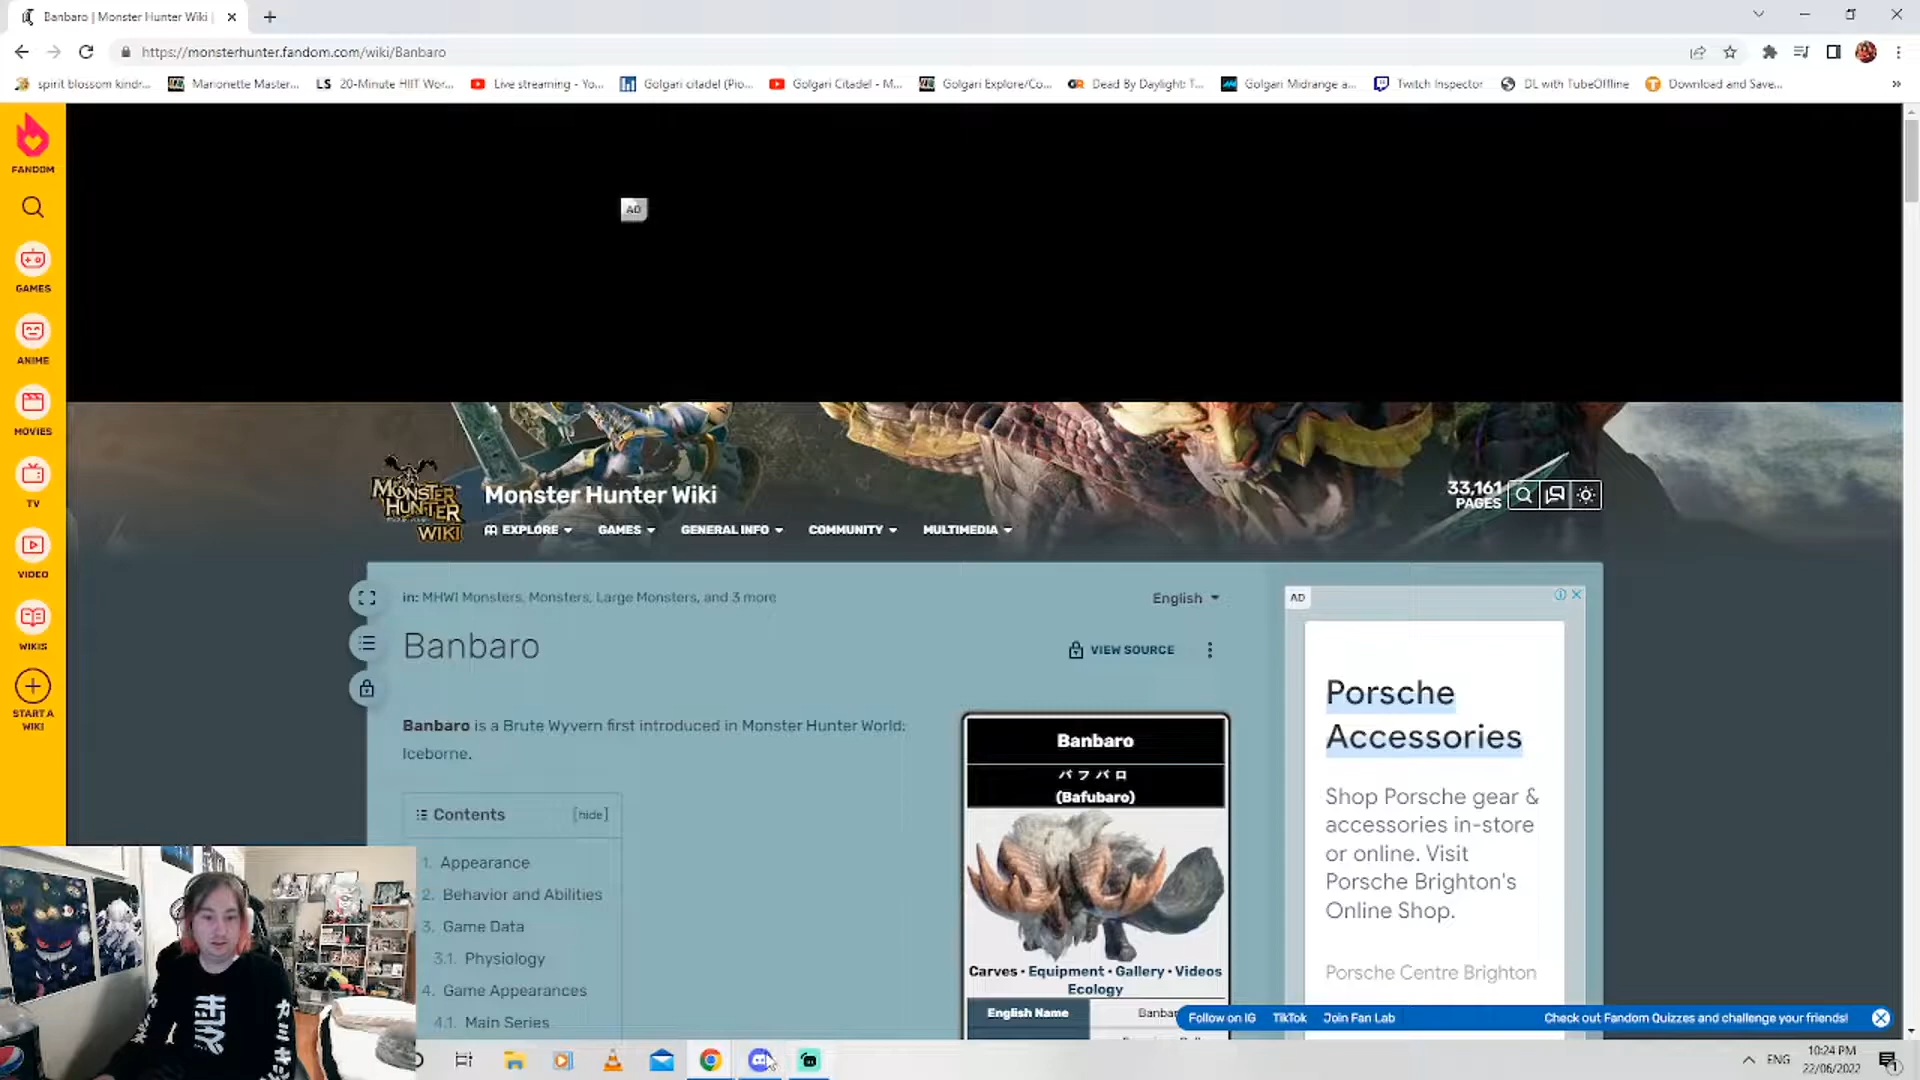 Banbaro | Monster Hunter Wiki |
https://monsterhunter.fandom.com/wiki/Banbaro
spirit blossom kindr...
Marionette Master...
LS 20-Minute HIIT Wor...
Live streaming - Yo...
Golgari citadel (Pio...
Golgari Citadel - M...
Golgari Explore/Co...
Dead By Daylight: T...
Golgari Midrange a...
Twitch Inspector
DL with TubeOffline
Download and Save...
FANDOM
GAMES
ANIME
MOVIES
TV
VIDEO
WIKIS
START A
WIKI
AD
MONSTER
HUNTER
WIKI
Monster Hunter Wiki
33,161
PAGES
EXPLORE
GAMES
GENERAL INFO
COMMUNITY
MULTIMEDIA
in: MHWI Monsters, Monsters, Large Monsters, and 3 more
English
Banbaro
VIEW SOURCE
Banbaro is a Brute Wyvern first introduced in Monster Hunter World:
Iceborne.
Contents [hide]
1. Appearance
2. Behavior and Abilities
3. Game Data
3.1. Physiology
4. Game Appearances
4.1. Main Series
Banbaro
バフバロ
(Bafubaro)
Carves • Equipment • Gallery • Videos
Ecology
English Name
AD
Porsche
Accessories
Shop Porsche gear &
accessories in-store
or online. Visit
Porsche Brighton's
Online Shop.
Porsche Centre Brighton
Follow on IG
TikTok
Join Fan Lab
Check out Fandom Quizzes and challenge your friends!
ENG
10:24 PM
22/06/2022